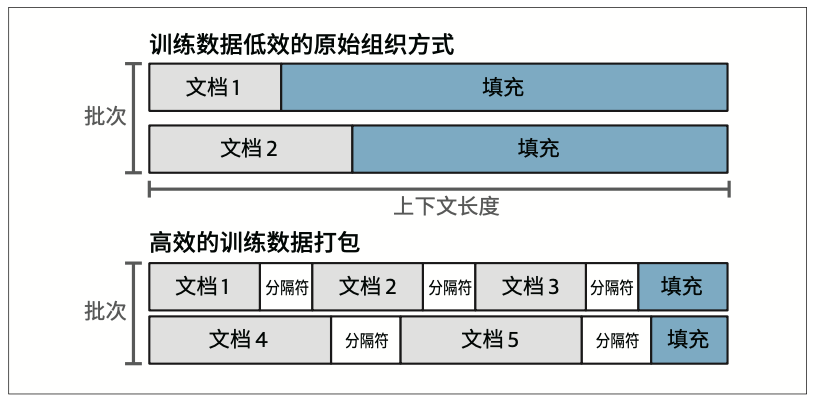 训练数据低效的原始组织方式
批次
文档 1 填充
文档 2 填充
上下文长度
高效的训练数据打包
批次
文档 1 分隔符 文档 2 分隔符 文档 3 分隔符 填充
文档 4 分隔符 文档 5 分隔符 填充